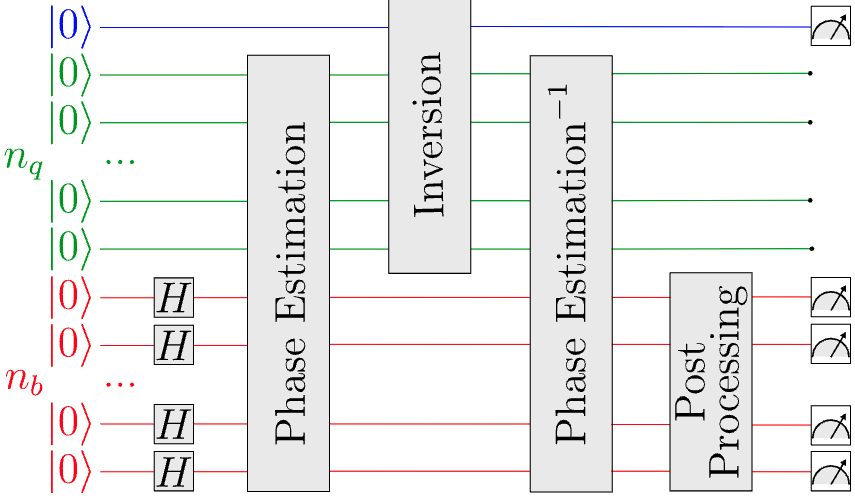 |0⟩
|0⟩
|0⟩
n_q ...
|0⟩
|0⟩
|0⟩ H
|0⟩ H
n_b ...
|0⟩ H
|0⟩ H
Phase Estimation
Inversion
Phase Estimation⁻¹
Post
Processing